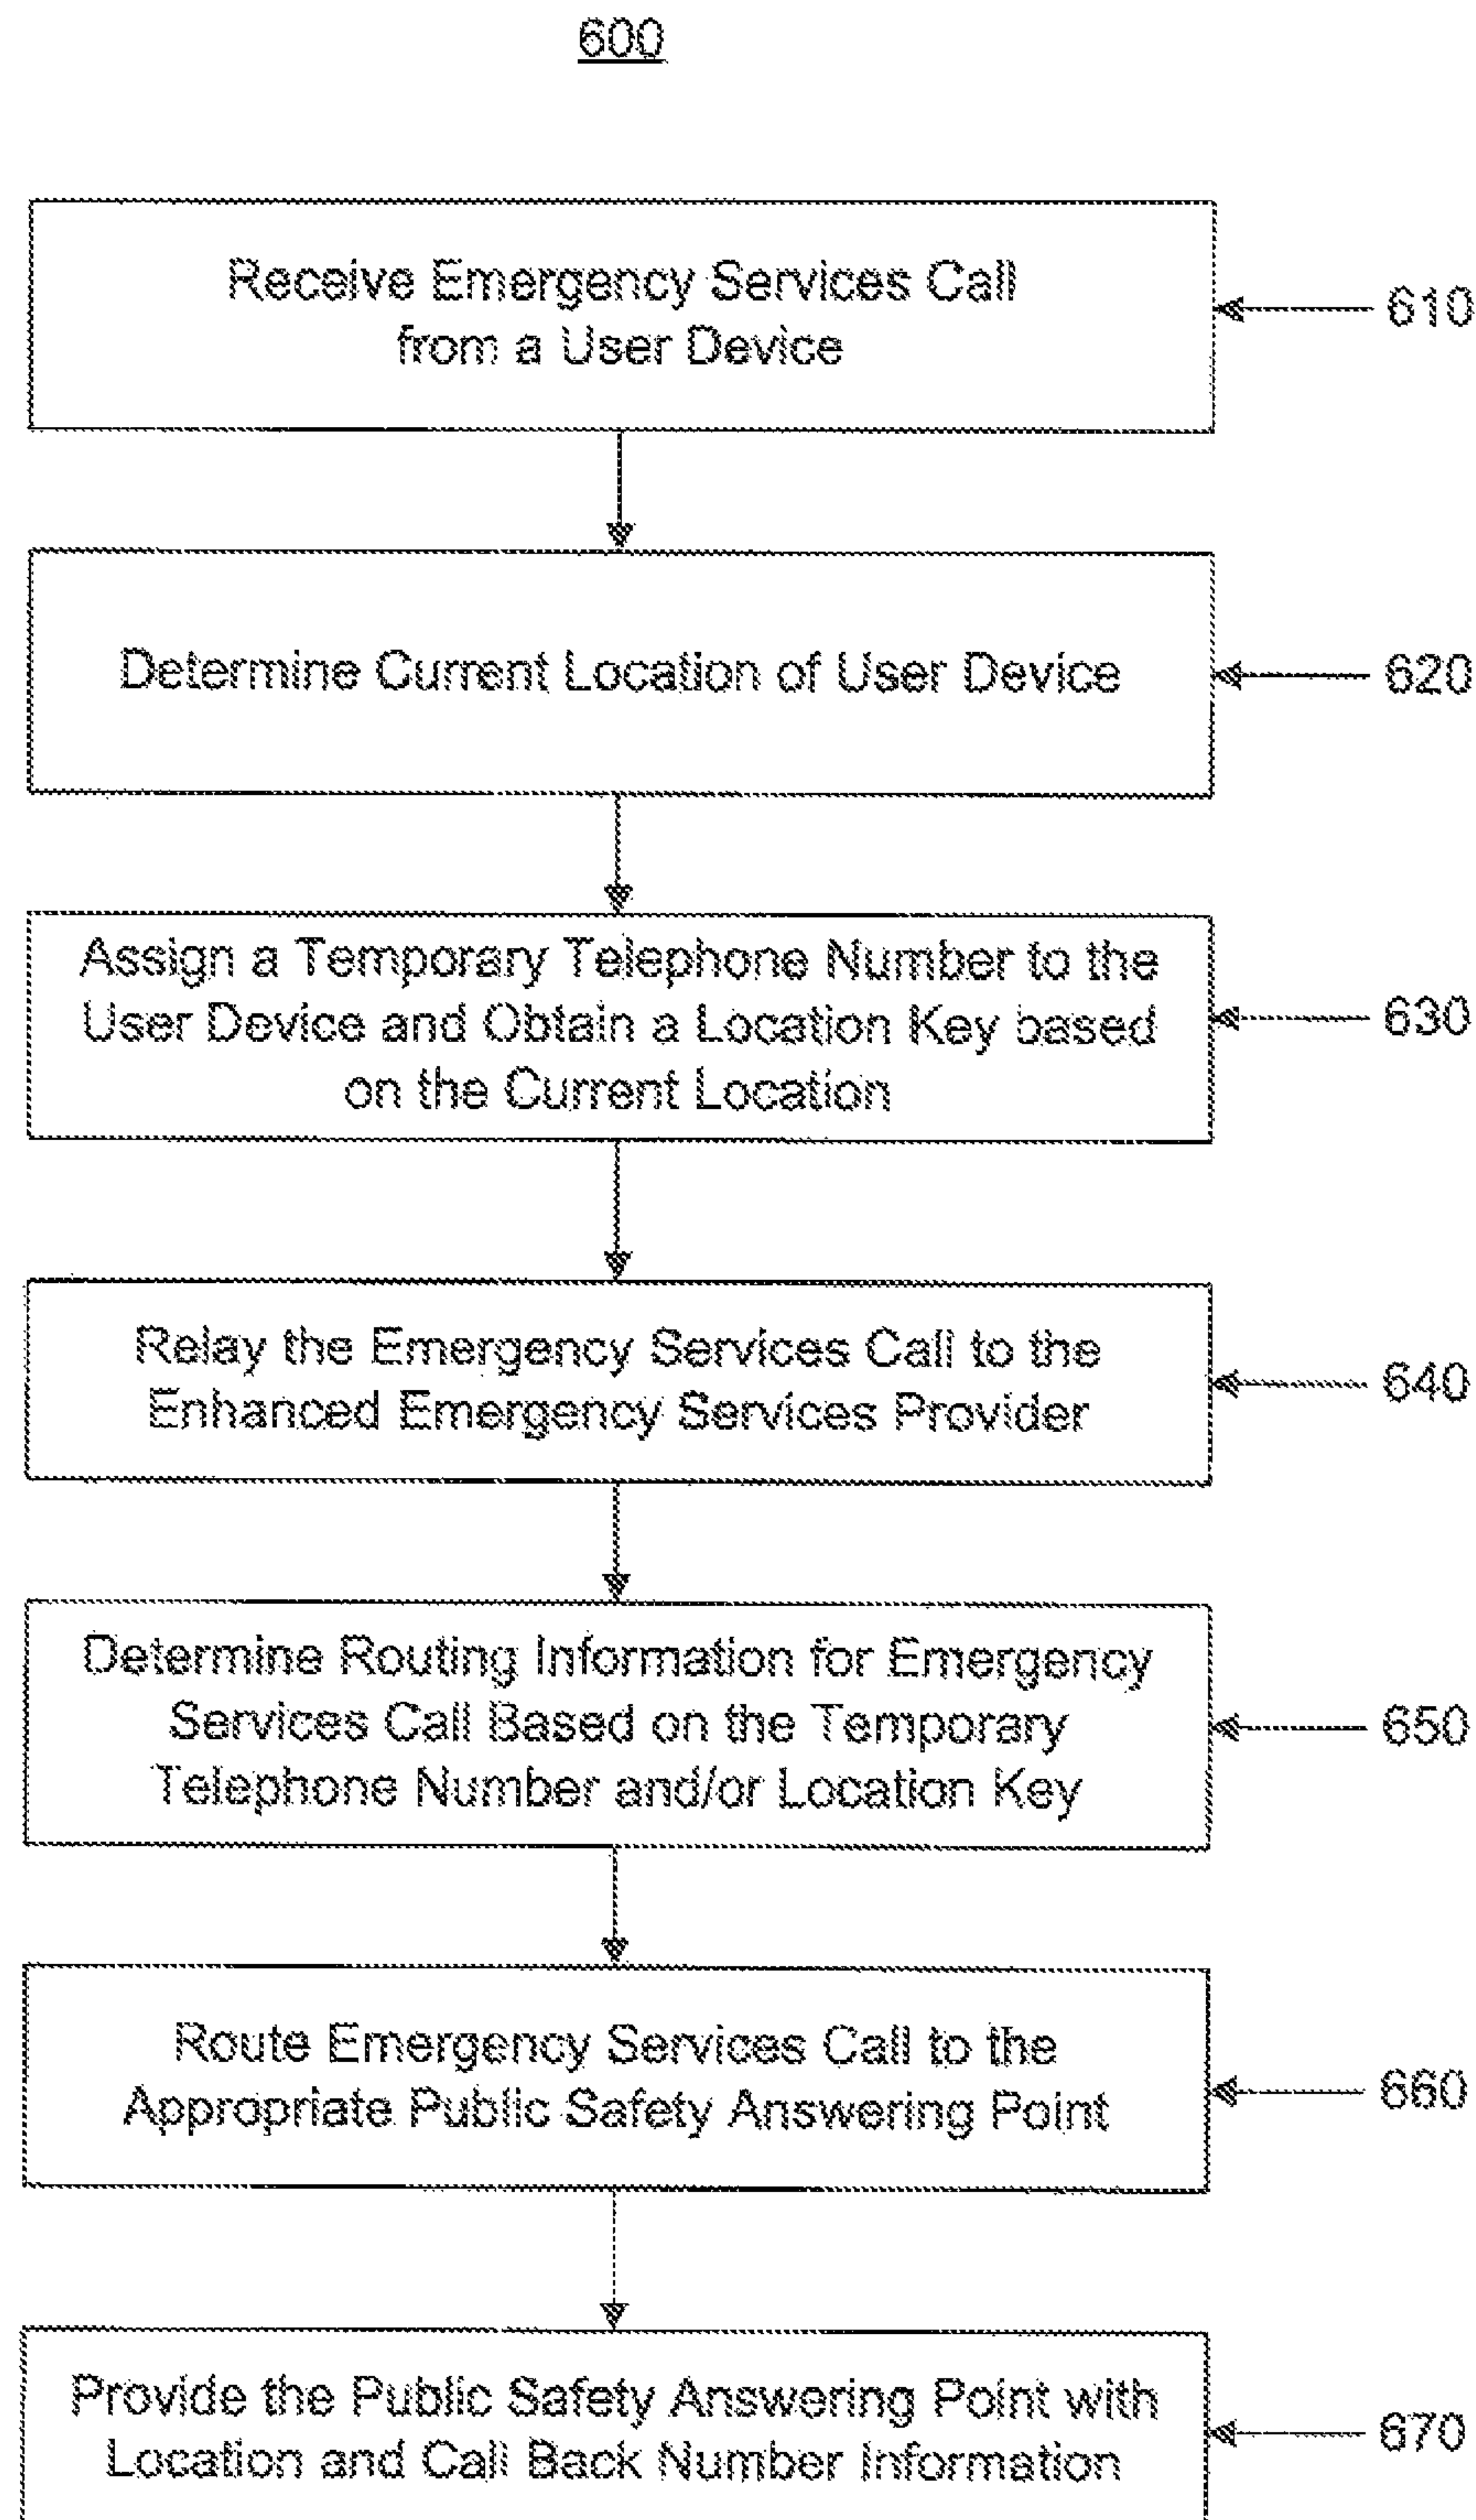 600
Receive Emergency Services Call
from a User Device
610
Determine Current Location of User Device
620
Assign a Temporary Telephone Number to the
User Device and Obtain a Location Key based
on the Current Location
630
Relay the Emergency Services Call to the
Enhanced Emergency Services Provider
640
Determine Routing Information for Emergency
Services Call Based on the Temporary
Telephone Number and/or Location Key
650
Route Emergency Services Call to the
Appropriate Public Safety Answering Point
660
Provide the Public Safety Answering Point with
Location and Call Back Number Information
670